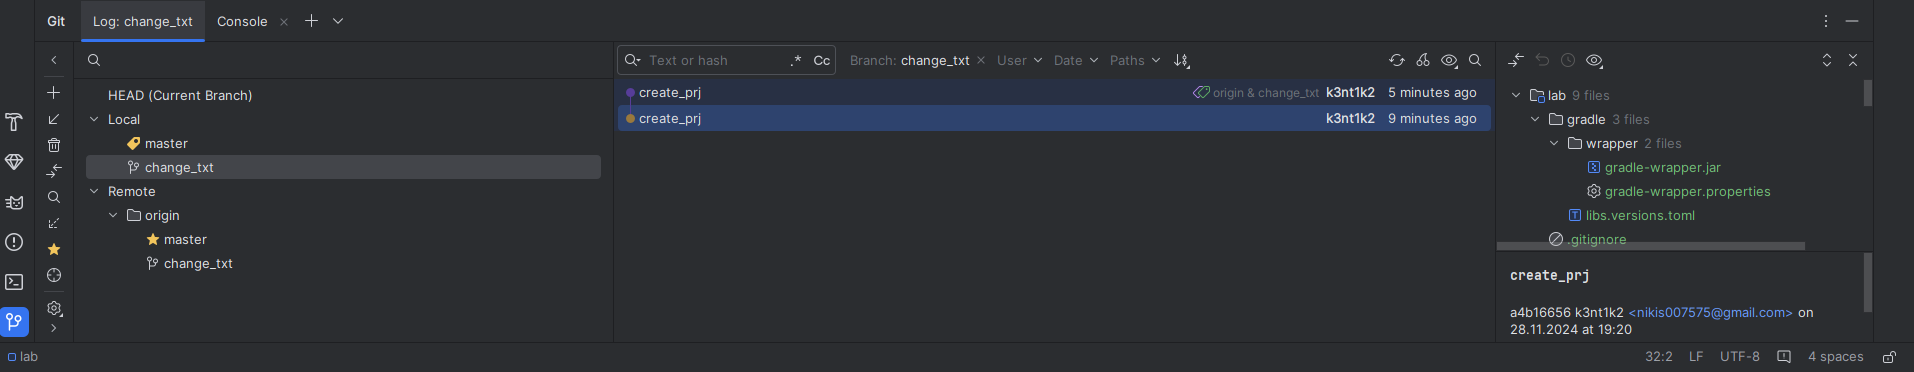 Git Log: change_txt Console
Text or hash .* Cc Branch: change_txt User Date Paths
HEAD (Current Branch)
Local
master
change_txt
Remote
origin
master
change_txt
create_prj origin & change_txt k3nt1k2 5 minutes ago
create_prj k3nt1k2 9 minutes ago
lab 9 files
gradle 3 files
wrapper 2 files
gradle-wrapper.jar
gradle-wrapper.properties
libs.versions.toml
.gitignore
create_prj
a4b16656 k3nt1k2 <nikis007575@gmail.com> on
28.11.2024 at 19:20
lab 32:2 LF UTF-8 4 spaces